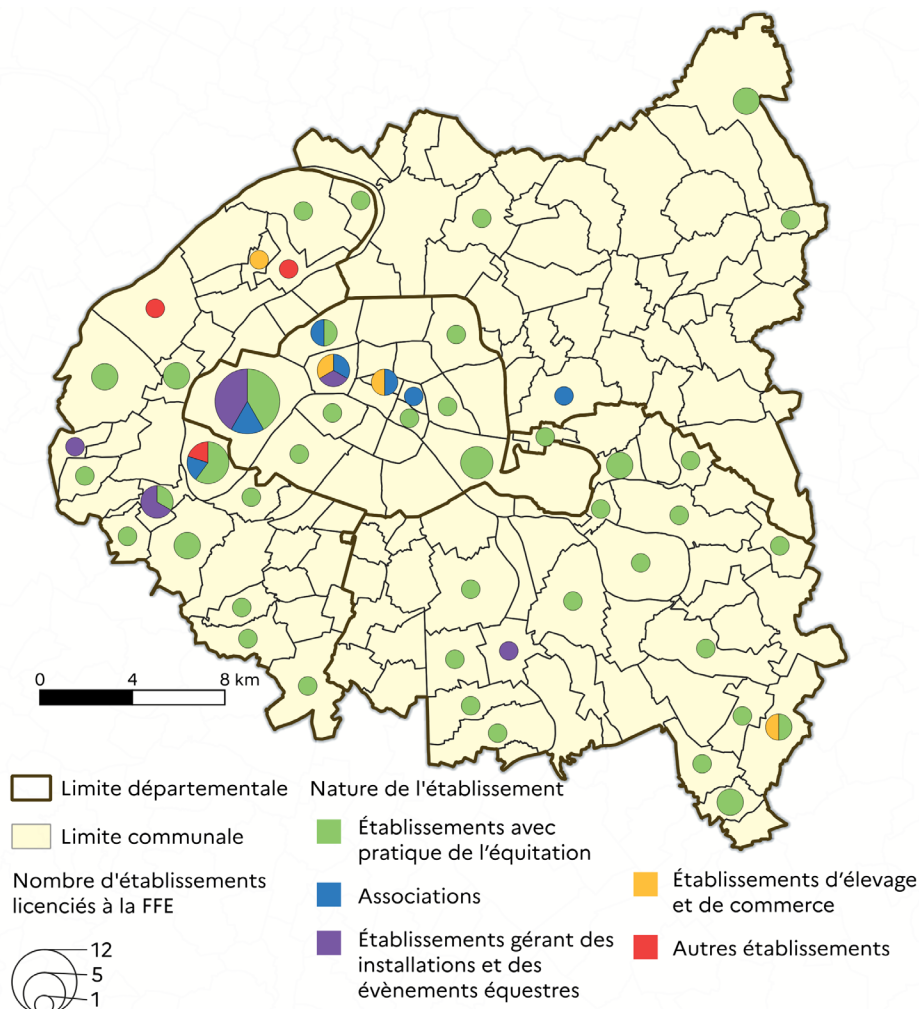 0 4 8 km
Limite départementale
Limite communale
Nombre d'établissements
licenciés à la FFE
12
5
1
Nature de l'établissement
Établissements avec
pratique de l'équitation
Associations
Établissements gérant des
installations et des
évènements équestres
Établissements d'élevage
et de commerce
Autres établissements